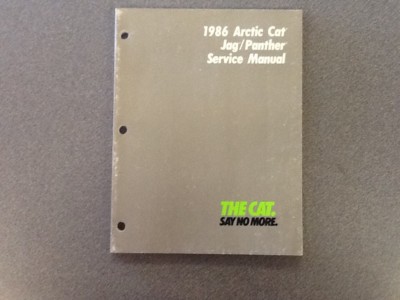 1986 Arctic Cat
Jag/Panther
Service Manual
THE CAT.
SAY NO MORE.